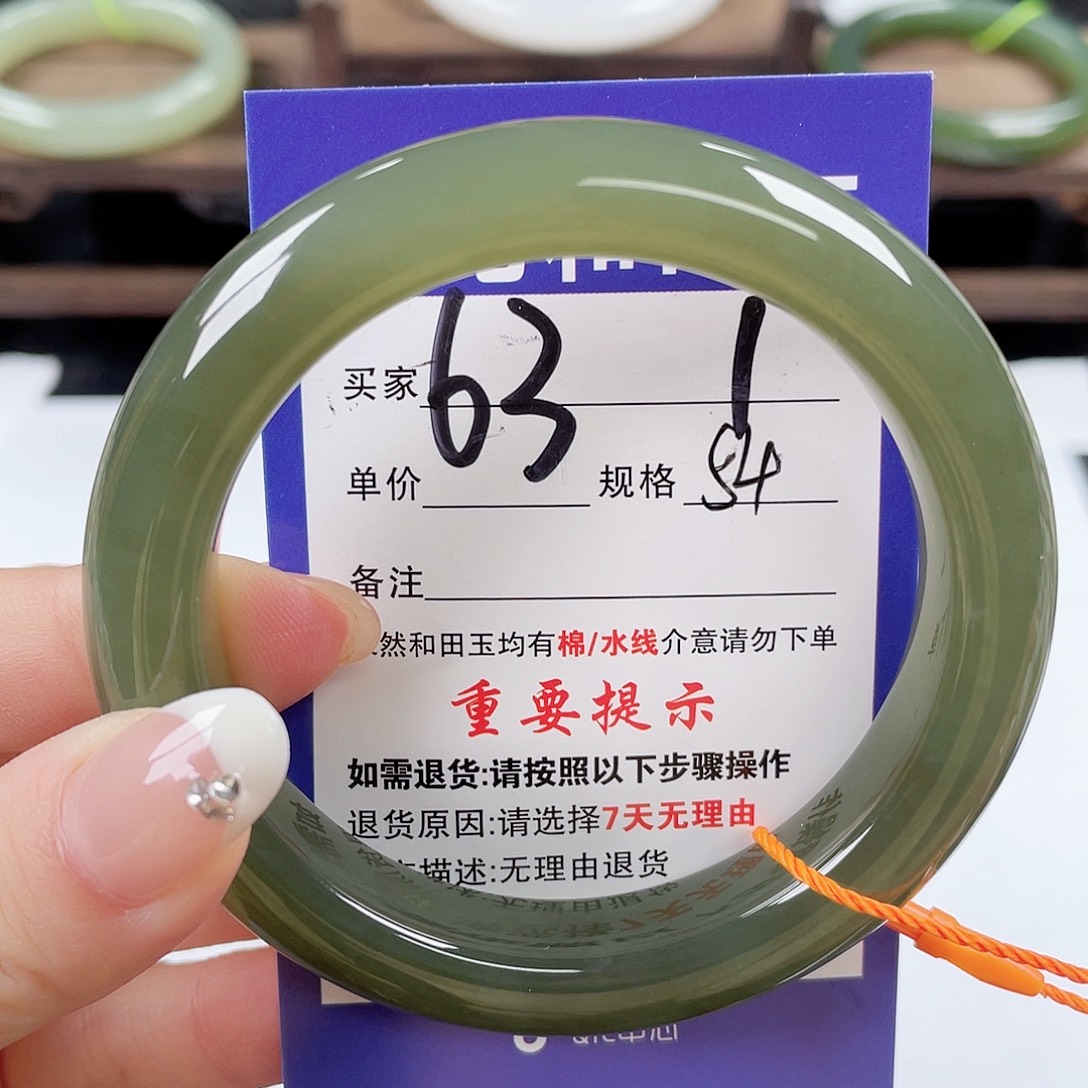 买家 63 1
单价 规格 54
备注
然和田玉均有棉/水线介意请勿下单
重要提示
如需退货:请按照以下步骤操作
退货原因:请选择7天无理由
描述:无理由退货